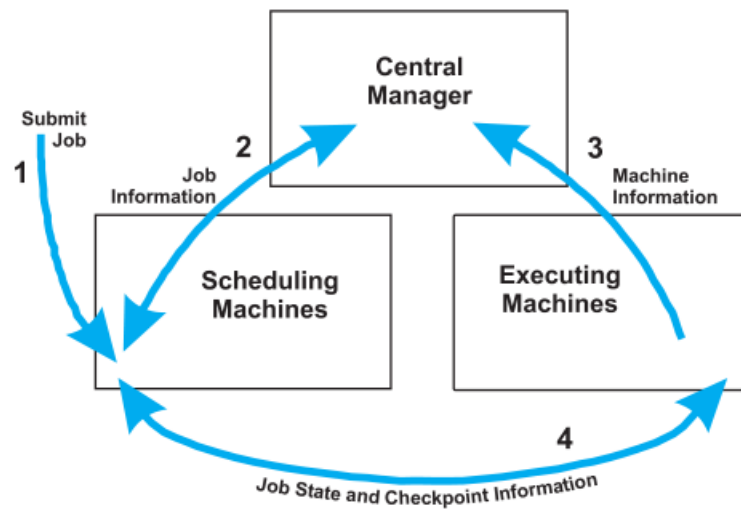 Central
Manager
Submit
Job
1
2
3
Job
Information
Machine
Information
Scheduling
Machines
Executing
Machines
4
Job State and Checkpoint Information